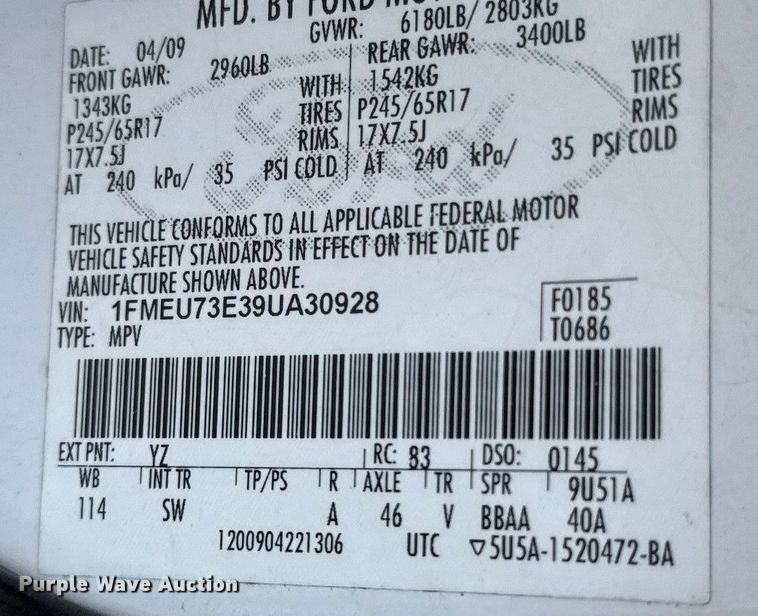 MFD. BY FORD MO
DATE: 04/09 GVWR: 6180LB/ 2803KG
FRONT GAWR: 2960LB REAR GAWR: 3400LB
1343KG WITH 1542KG WITH
P245/65R17 TIRES P245/65R17 TIRES
17X7.5J RIMS 17X7.5J RIMS
AT 240 kPa/ 35 PSI COLD AT 240 kPa/ 35 PSI COLD
Ford
THIS VEHICLE CONFORMS TO ALL APPLICABLE FEDERAL MOTOR
VEHICLE SAFETY STANDARDS IN EFFECT ON THE DATE OF
MANUFACTURE SHOWN ABOVE.
VIN: 1FMEU73E39UA30928 F0185
TYPE: MPV T0686
EXT PNT: YZ RC: 83 DSO: 0145
WB INT TR TP/PS R AXLE TR SPR 9U51A
114 SW A 46 V BBAA 40A
1200904221306 UTC ▽5U5A-1520472-BA
Purple Wave Auction